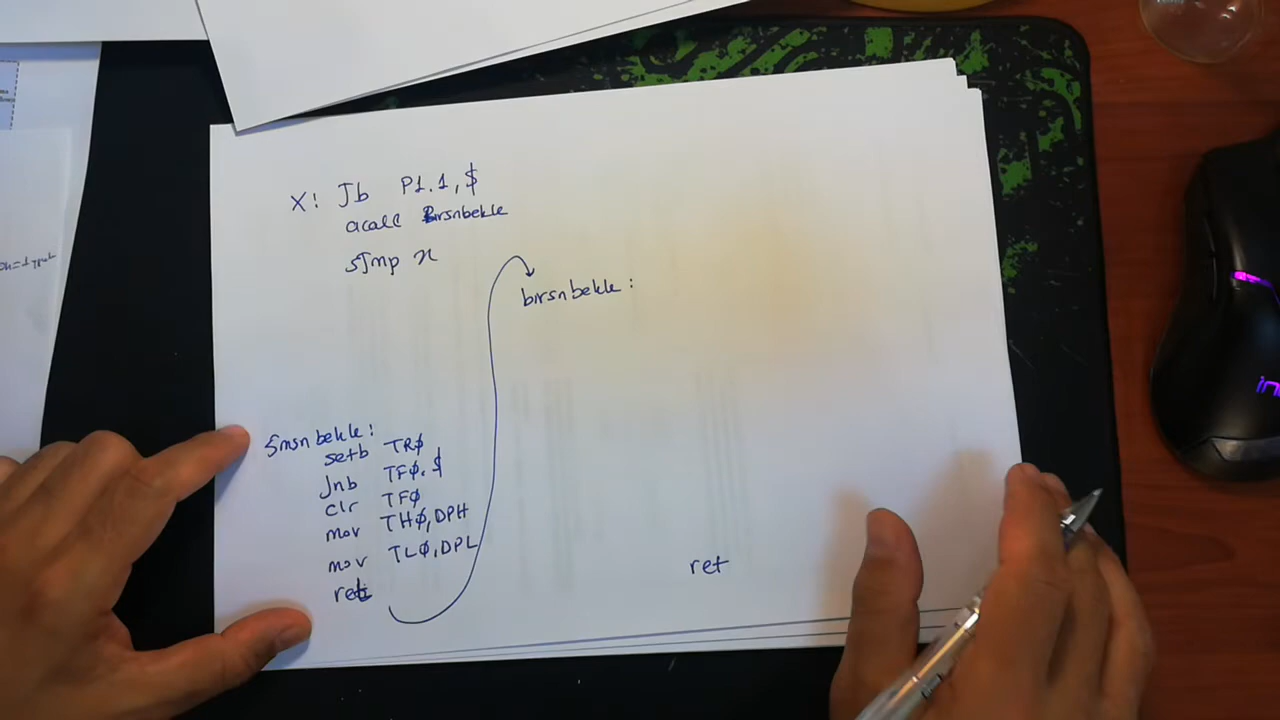 X: Jb P1.1,$
acall birsnbekle
sJmp x
birsnbekle:
5msnbekle:
setb TR0
Jnb TF0,$
clr TF0
mov TH0,DPH
mov TL0,DPL
ret
ret